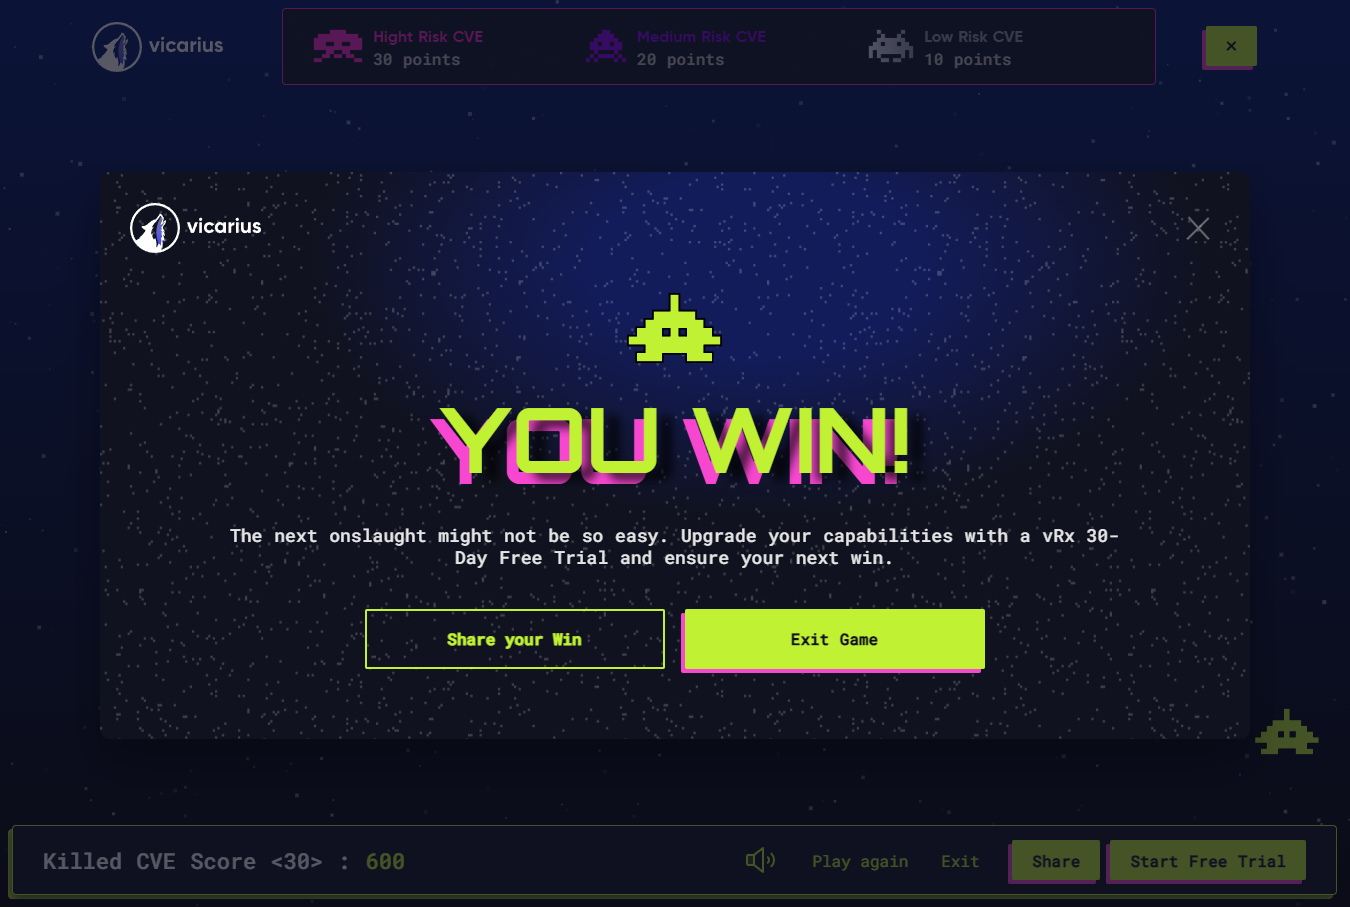 vicarius
Hight Risk CVE
30 points
Medium Risk CVE
20 points
Low Risk CVE
10 points
×
vicarius
YOU WIN!
The next onslaught might not be so easy. Upgrade your capabilities with a vRx 30-
Day Free Trial and ensure your next win.
Share your Win
Exit Game
Killed CVE Score <30> : 600
Play again
Exit
Share
Start Free Trial